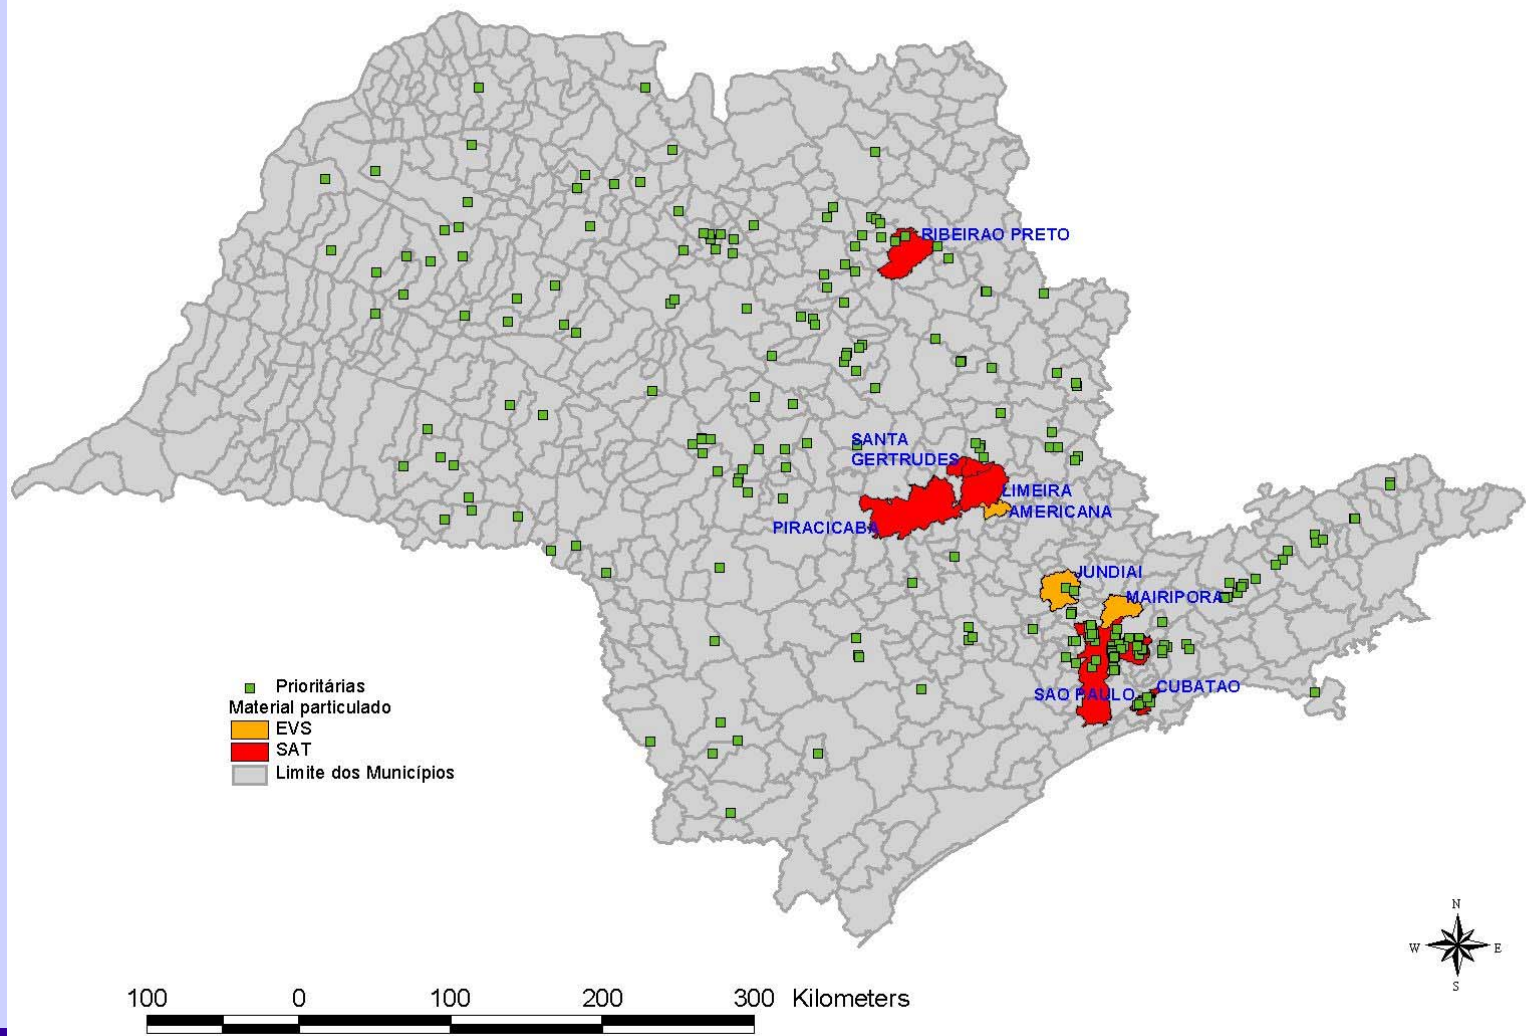 RIBEIRAO PRETO
SANTA
GERTRUDES
LIMEIRA
AMERICANA
PIRACICABA
JUNDIAI
MAIRIPORA
SAO PAULO
CUBATAO
Prioritárias
Material particulado
EVS
SAT
Limite dos Municípios
N
W E
S
100 0 100 200 300 Kilometers